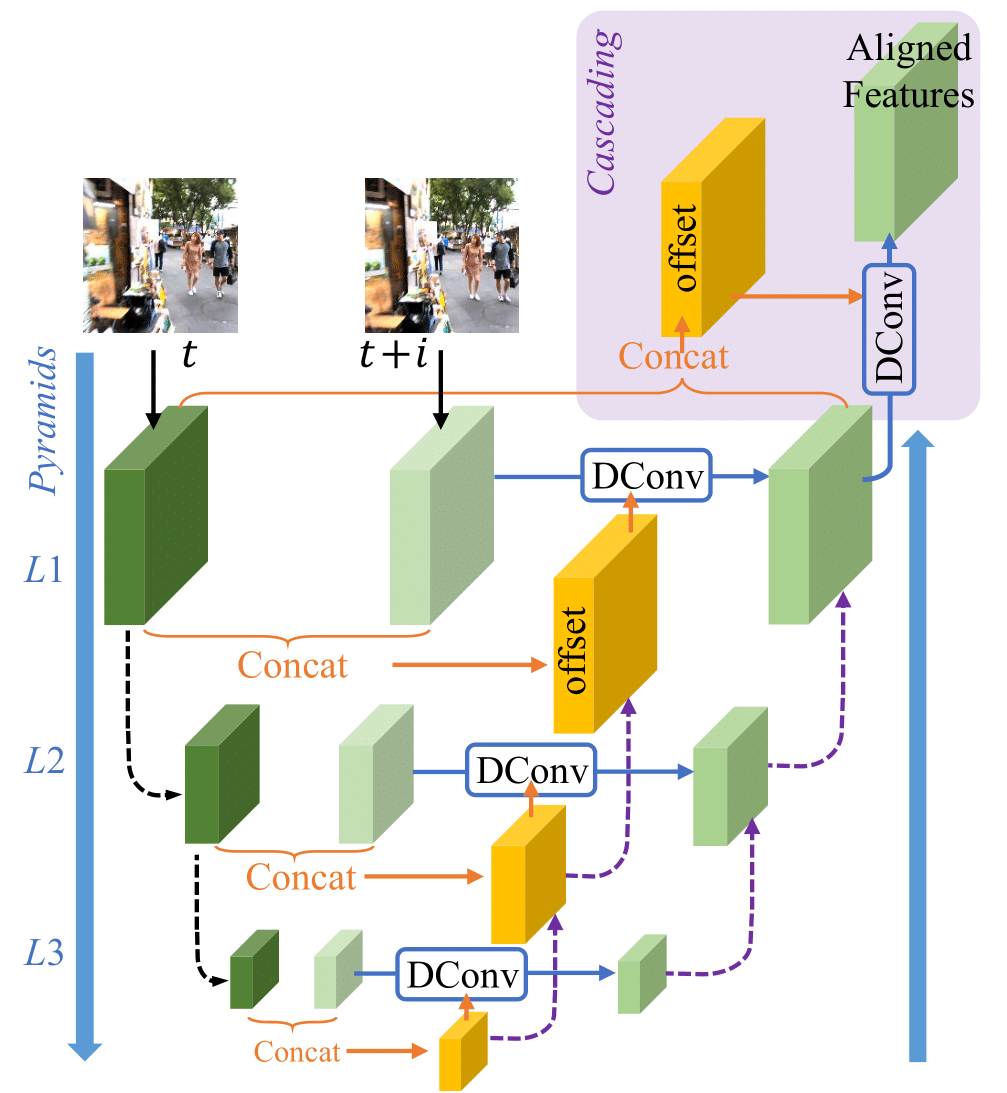 Cascading
Aligned
Features
offset
DConv
Concat
t
t+i
Pyramids
DConv
L1
offset
Concat
L2
DConv
Concat
L3
DConv
Concat